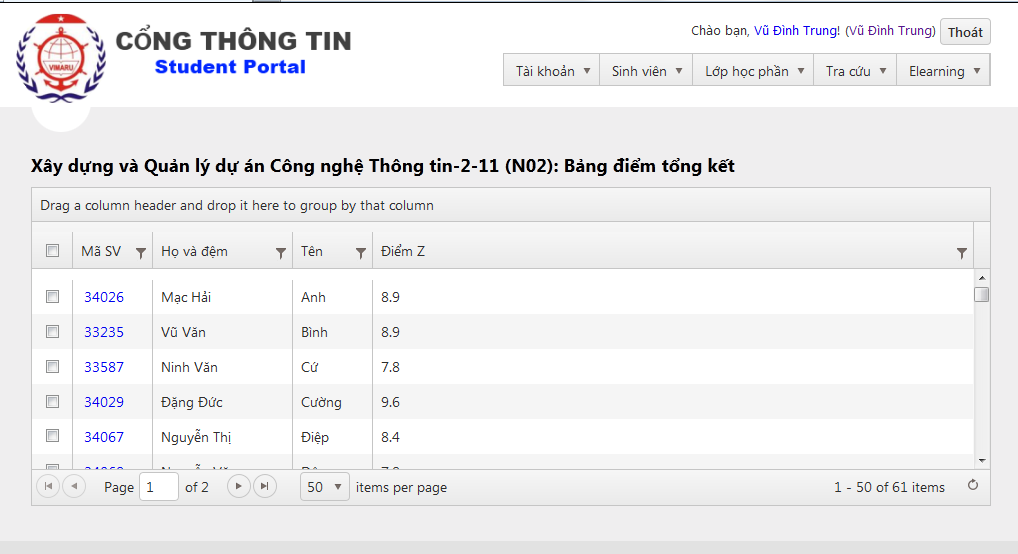 VIMARU
CỔNG THÔNG TIN
Student Portal
Chào bạn, Vũ Đình Trung! (Vũ Đình Trung) Thoát
Tài khoản Sinh viên Lớp học phần Tra cứu Elearning
Xây dựng và Quản lý dự án Công nghệ Thông tin-2-11 (N02): Bảng điểm tổng kết
Drag a column header and drop it here to group by that column
Mã SV Họ và đệm Tên Điểm Z
34026 Mạc Hải Anh 8.9
33235 Vũ Văn Bình 8.9
33587 Ninh Văn Cứ 7.8
34029 Đặng Đức Cường 9.6
34067 Nguyễn Thị Điệp 8.4
Page 1 of 2 50 items per page 1 - 50 of 61 items